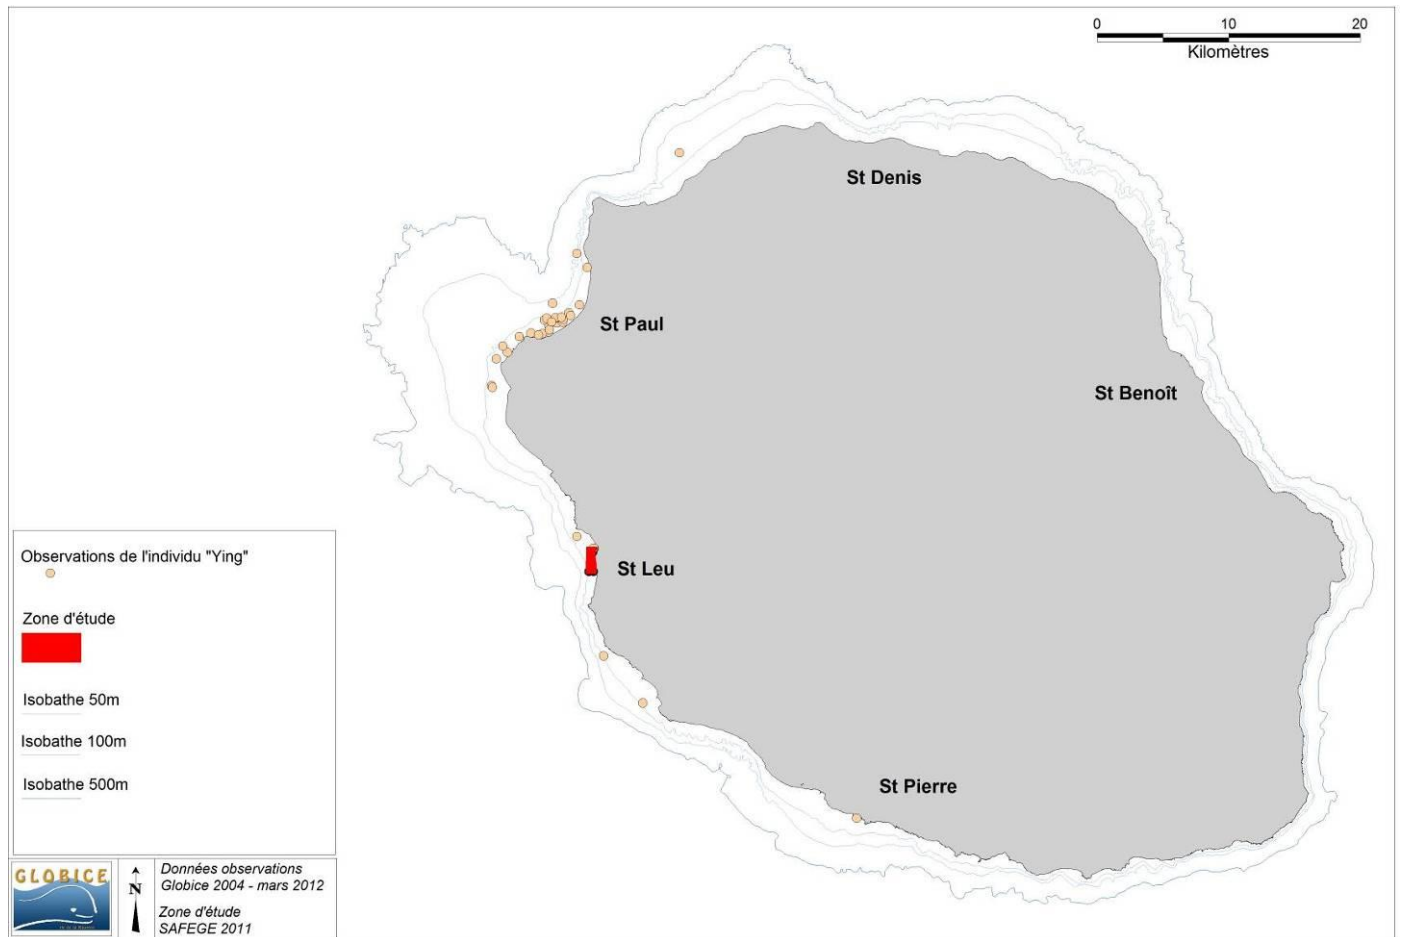 0 10 20
Kilomètres
St Denis
St Paul
St Benoît
St Leu
St Pierre
Observations de l'individu "Ying"
Zone d'étude
Isobathe 50m
Isobathe 100m
Isobathe 500m
GLOBICE
N
Données observations
Globice 2004 - mars 2012
Zone d'étude
SAFEGE 2011